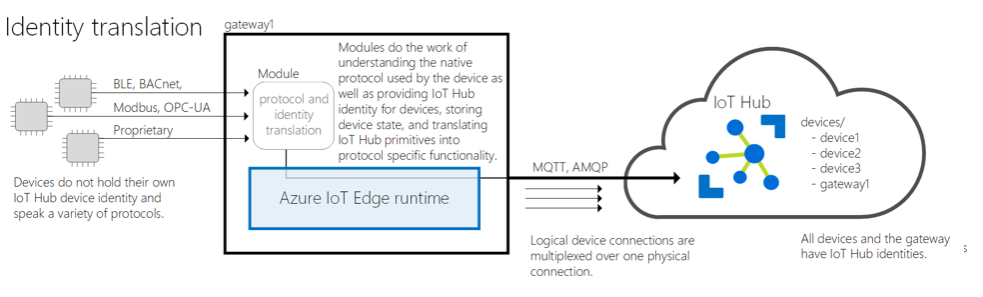 Identity translation
gateway1
BLE, BACnet,
Modbus, OPC-UA
Proprietary
Devices do not hold their own
IoT Hub device identity and
speak a variety of protocols.
Module
protocol and
identity
translation
Modules do the work of
understanding the native
protocol used by the device as
well as providing IoT Hub
identity for devices, storing
device state, and translating
IoT Hub primitives into
protocol specific functionality.
Azure IoT Edge runtime
MQTT, AMQP
Logical device connections are
multiplexed over one physical
connection.
IoT Hub
devices/
- device1
- device2
- device3
- gateway1
All devices and the gateway
have IoT Hub identities.
s